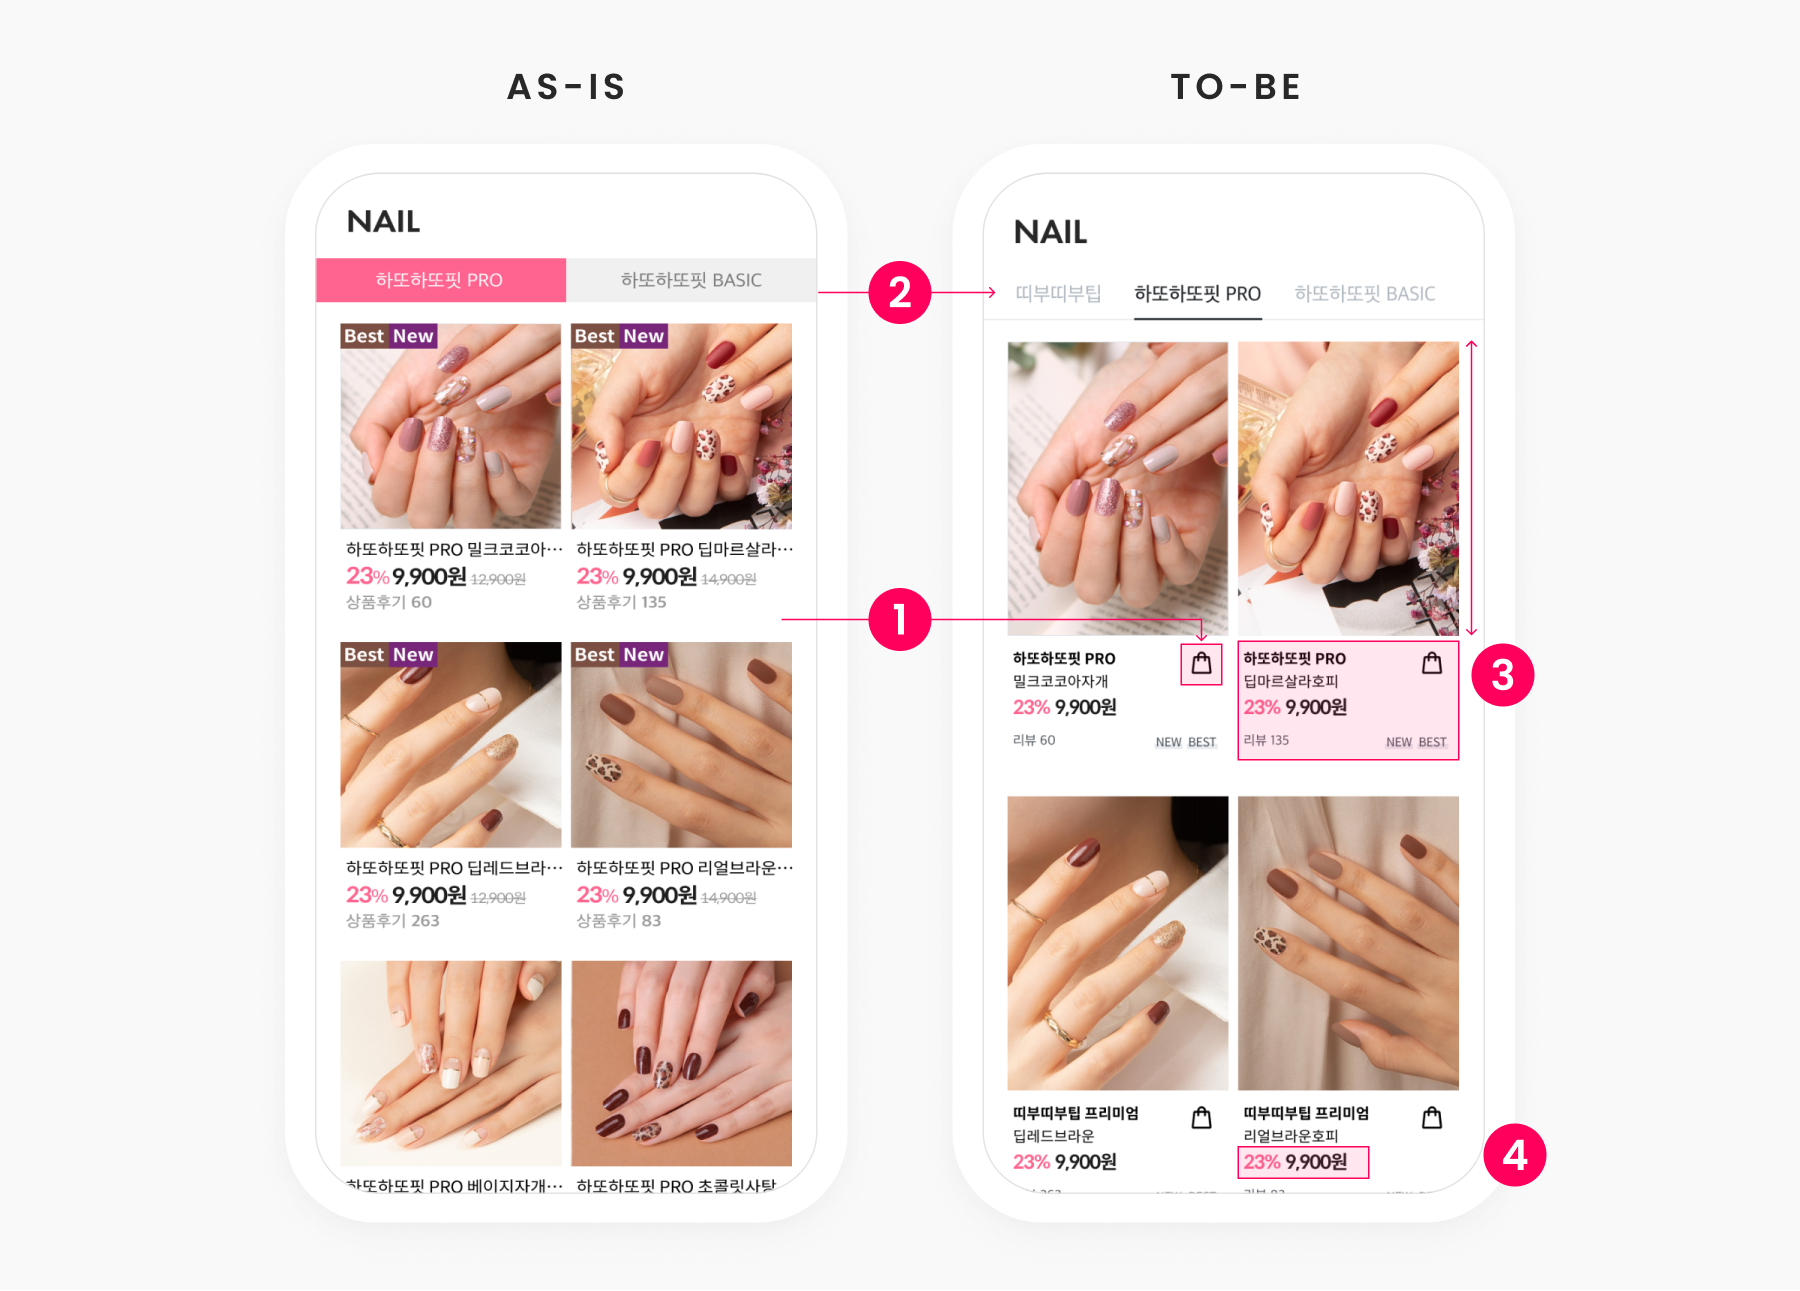 AS-IS
TO-BE
NAIL
하또하또핏 PRO
하또하또핏 BASIC
Best New
Best New
하또하또핏 PRO 밀크코코아···
하또하또핏 PRO 딥마르살라···
23% 9,900원 12,900원
23% 9,900원 14,900원
상품후기 60
상품후기 135
Best New
Best New
하또하또핏 PRO 딥레드브라···
하또하또핏 PRO 리얼브라운···
23% 9,900원 12,900원
23% 9,900원 14,900원
상품후기 263
상품후기 83
하또하또핏 PRO 베이지자개···
하또하또핏 PRO 초콜릿사탕
2
1
NAIL
띠부띠부팁
하또하또핏 PRO
하또하또핏 BASIC
하또하또핏 PRO
밀크코코아자개
23% 9,900원
리뷰 60
NEW BEST
하또하또핏 PRO
딥마르살라호피
23% 9,900원
리뷰 135
NEW BEST
3
띠부띠부팁 프리미엄
딥레드브라운
23% 9,900원
띠부띠부팁 프리미엄
리얼브라운호피
23% 9,900원
4